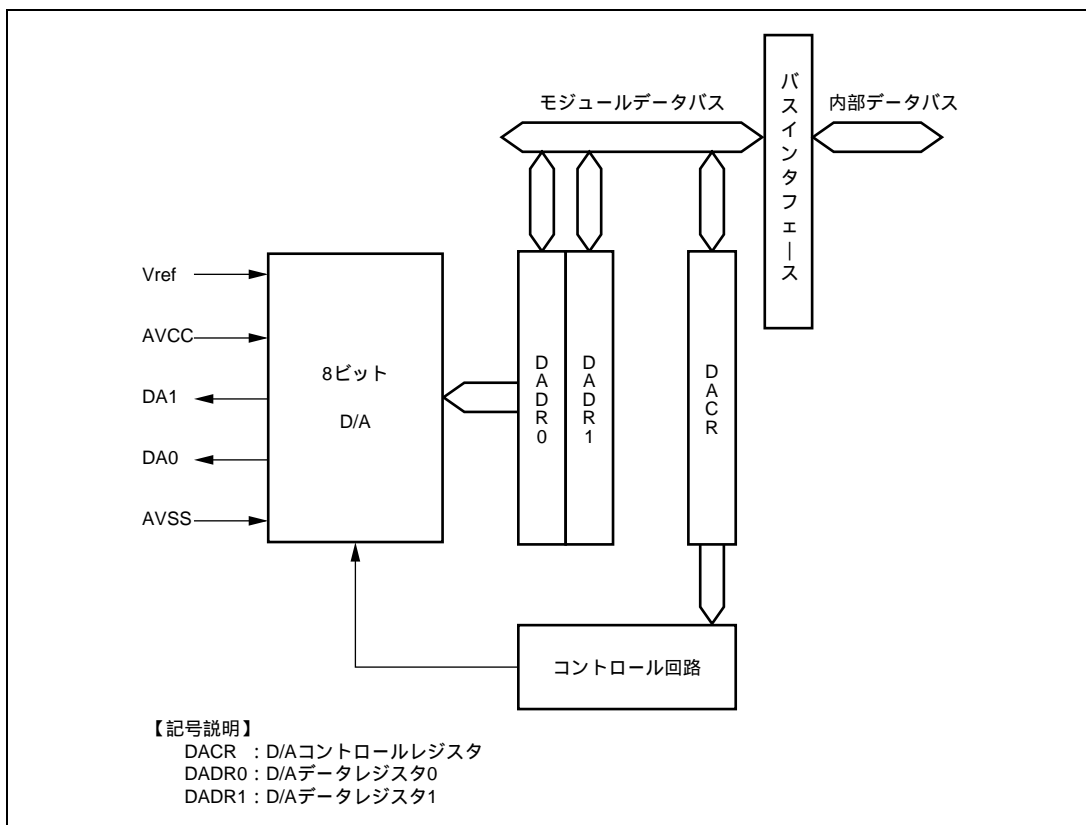 モジュールデータバス
バスインタフェース
内部データバス
Vref
AVCC
DA1
DA0
AVSS
8ビット
D/A
DADR0
DADR1
DACR
コントロール回路
【記号説明】
DACR :D/Aコントロールレジスタ
DADR0:D/Aデータレジスタ0
DADR1:D/Aデータレジスタ1